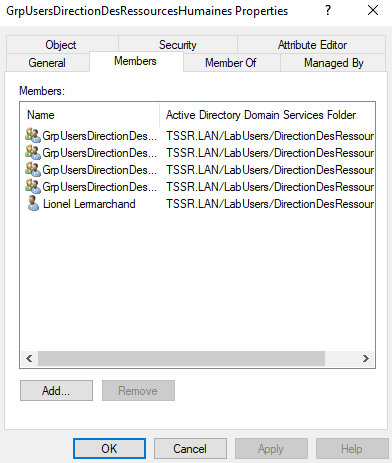 GrpUsersDirectionDesRessourcesHumaines Properties
Object Security Attribute Editor
General Members Member Of Managed By
Members:
Name Active Directory Domain Services Folder
GrpUsersDirectionDes... TSSR.LAN/LabUsers/DirectionDesRessour
GrpUsersDirectionDes... TSSR.LAN/LabUsers/DirectionDesRessour
GrpUsersDirectionDes... TSSR.LAN/LabUsers/DirectionDesRessour
GrpUsersDirectionDes... TSSR.LAN/LabUsers/DirectionDesRessour
Lionel Lemarchand TSSR.LAN/LabUsers/DirectionDesRessour
Add... Remove
OK Cancel Apply Help